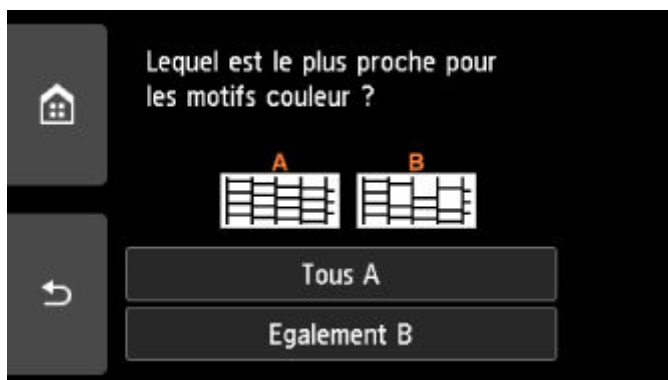 Lequel est le plus proche pour
les motifs couleur ?
A B
Tous A
Egalement B